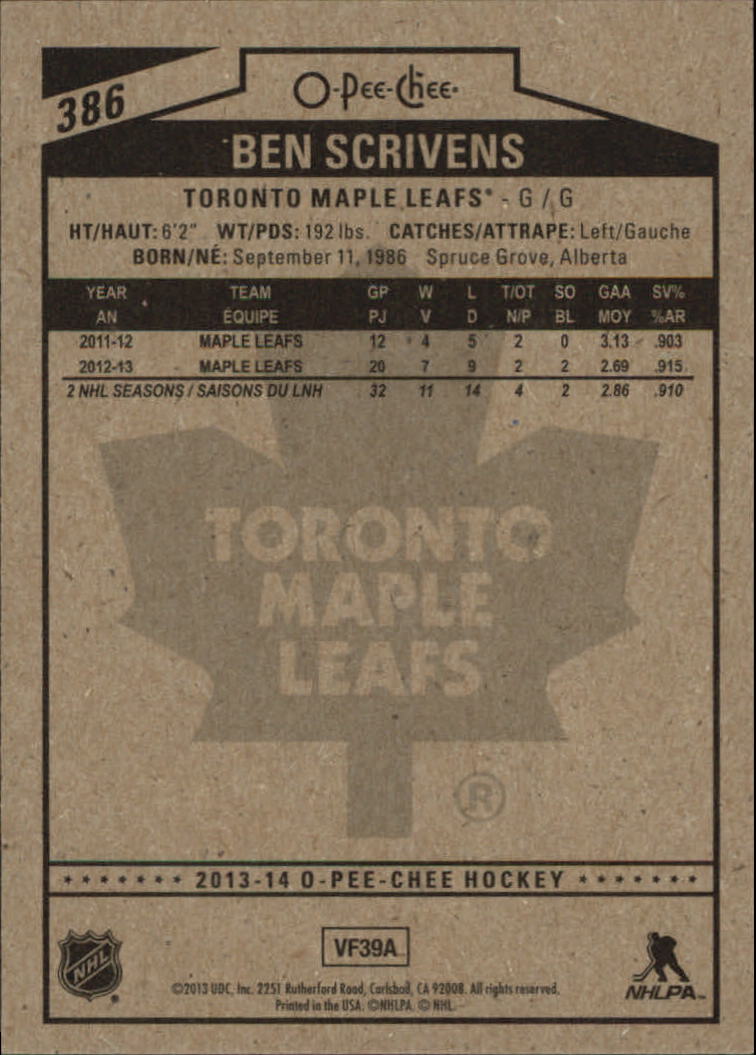 386
O-Pee-Chee
BEN SCRIVENS
TORONTO MAPLE LEAFS® - G / G
HT/HAUT: 6'2" WT/PDS: 192 lbs. CATCHES/ATTRAPE: Left/Gauche
BORN/NÉ: September 11, 1986 Spruce Grove, Alberta
YEAR TEAM GP W L T/OT SO GAA SV%
AN ÉQUIPE PJ V D N/P BL MOY %AR
2011-12 MAPLE LEAFS 12 4 5 2 0 3.13 .903
2012-13 MAPLE LEAFS 20 7 9 2 2 2.69 .915
2 NHL SEASONS / SAISONS DU LNH 32 11 14 4 2 2.86 .910
TORONTO
MAPLE
LEAFS
®
2013-14 O-PEE-CHEE HOCKEY
NHL
VF39A
NHLPA™
©2013 UDC, Inc. 2251 Rutherford Road, Carlsbad, CA 92008. All rights reserved.
Printed in the USA. ©NHLPA. © NHL.